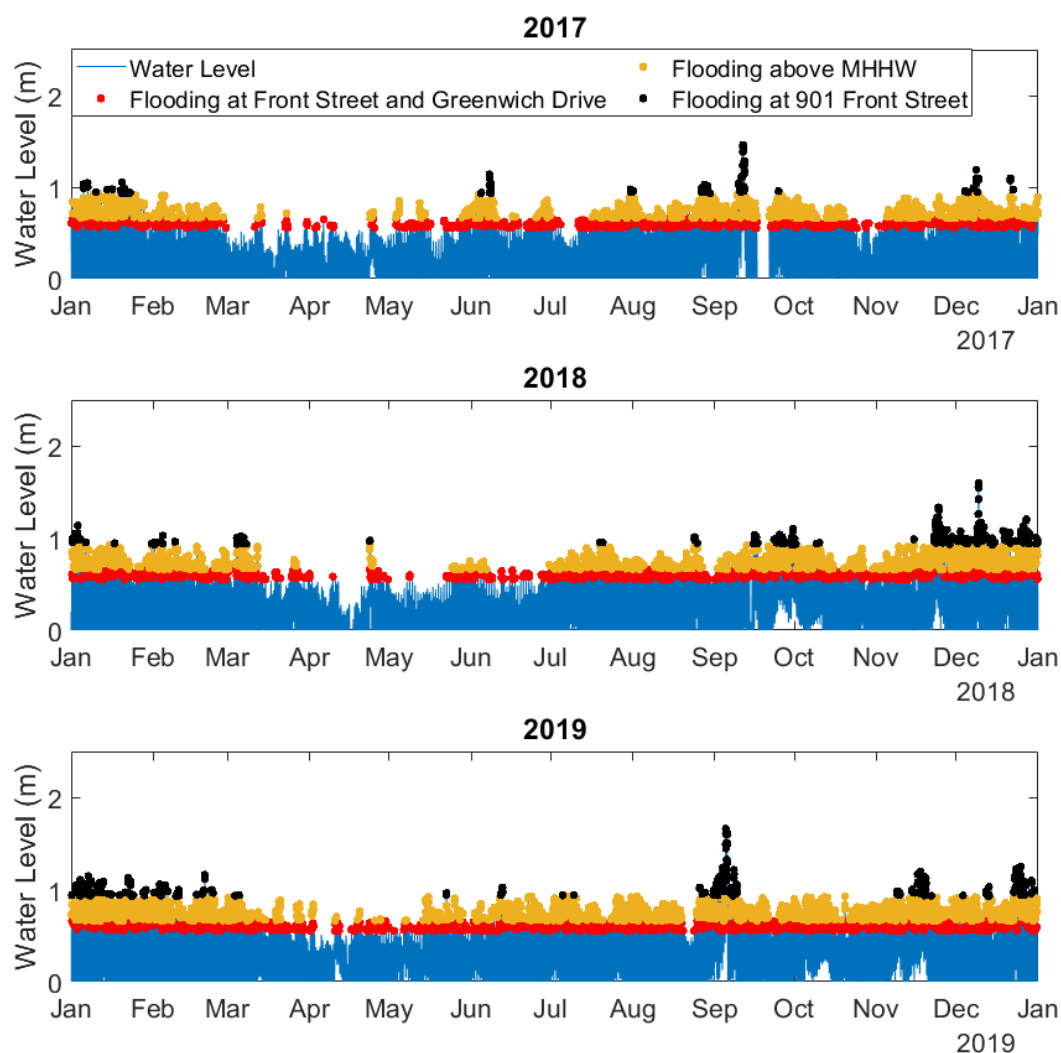 2017
Water Level
Flooding above MHHW
Flooding at Front Street and Greenwich Drive
Flooding at 901 Front Street
Water Level (m)
2
1
0
Jan Feb Mar Apr May Jun Jul Aug Sep Oct Nov Dec Jan
2017
2018
Water Level (m)
2
1
0
Jan Feb Mar Apr May Jun Jul Aug Sep Oct Nov Dec Jan
2018
2019
Water Level (m)
2
1
0
Jan Feb Mar Apr May Jun Jul Aug Sep Oct Nov Dec Jan
2019